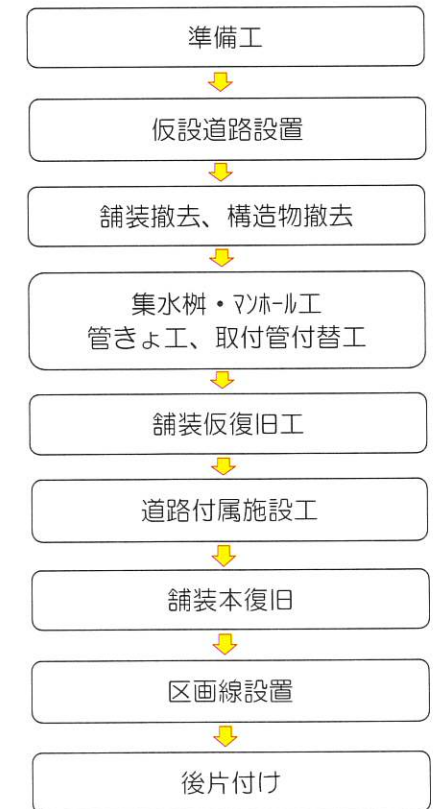 準備工
仮設道路設置
舗装撤去、構造物撤去
集水桝・ﾏﾝﾎｰﾙ工
管きょ工、取付管付替工
舗装仮復旧工
道路付属施設工
舗装本復旧
区画線設置
後片付け